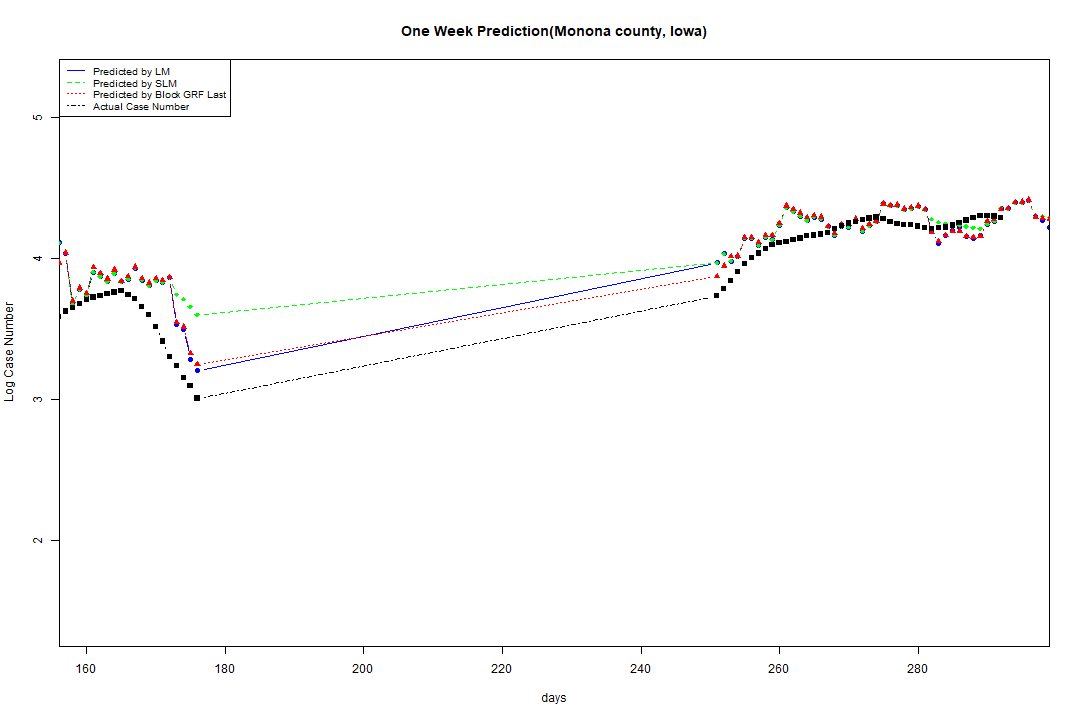 One Week Prediction(Monona county, Iowa)
Predicted by LM
Predicted by SLM
Predicted by Block GRF Last
Actual Case Number
5
4
3
2
Log Case Number
160 180 200 220 240 260 280
days